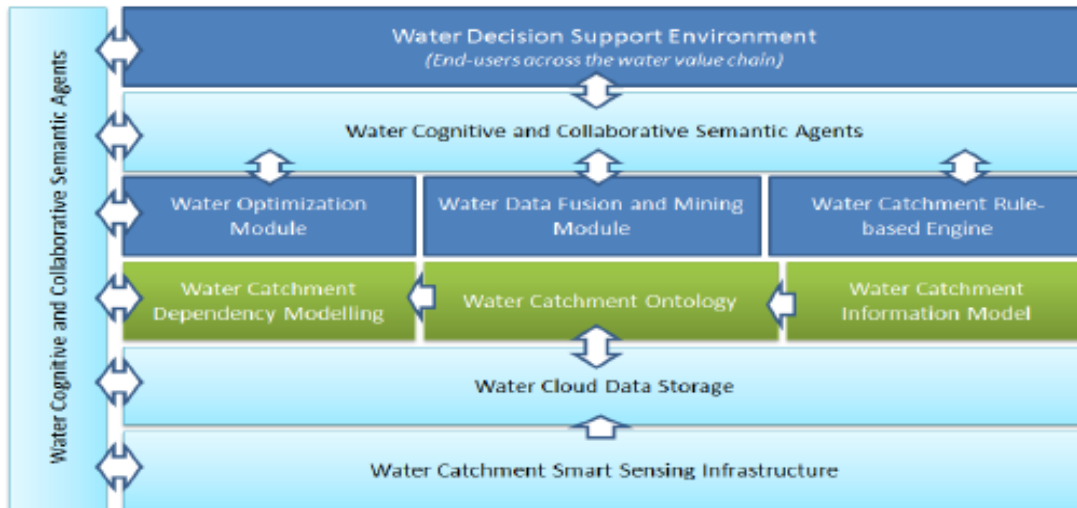 Water Cognitive and Collaborative Semantic Agents
Water Decision Support Environment
(End-users across the water value chain)
Water Cognitive and Collaborative Semantic Agents
Water Optimization
Module
Water Data Fusion and Mining
Module
Water Catchment Rule-
based Engine
Water Catchment
Dependency Modelling
Water Catchment Ontology
Water Catchment
Information Model
Water Cloud Data Storage
Water Catchment Smart Sensing Infrastructure